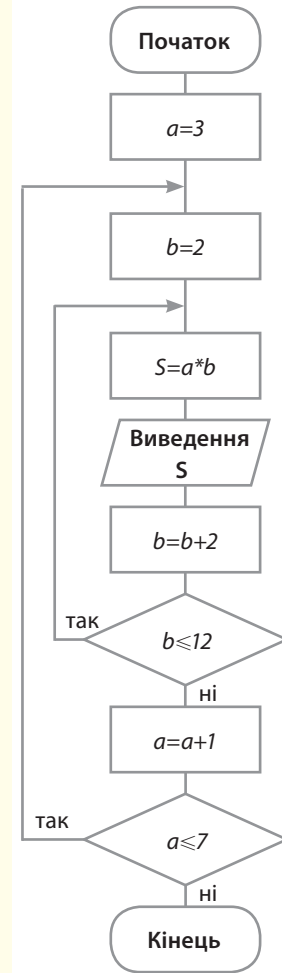 Початок
a=3
b=2
S=a*b
Виведення
S
b=b+2
так
b⩽12
ні
a=a+1
так
a⩽7
ні
Кінець